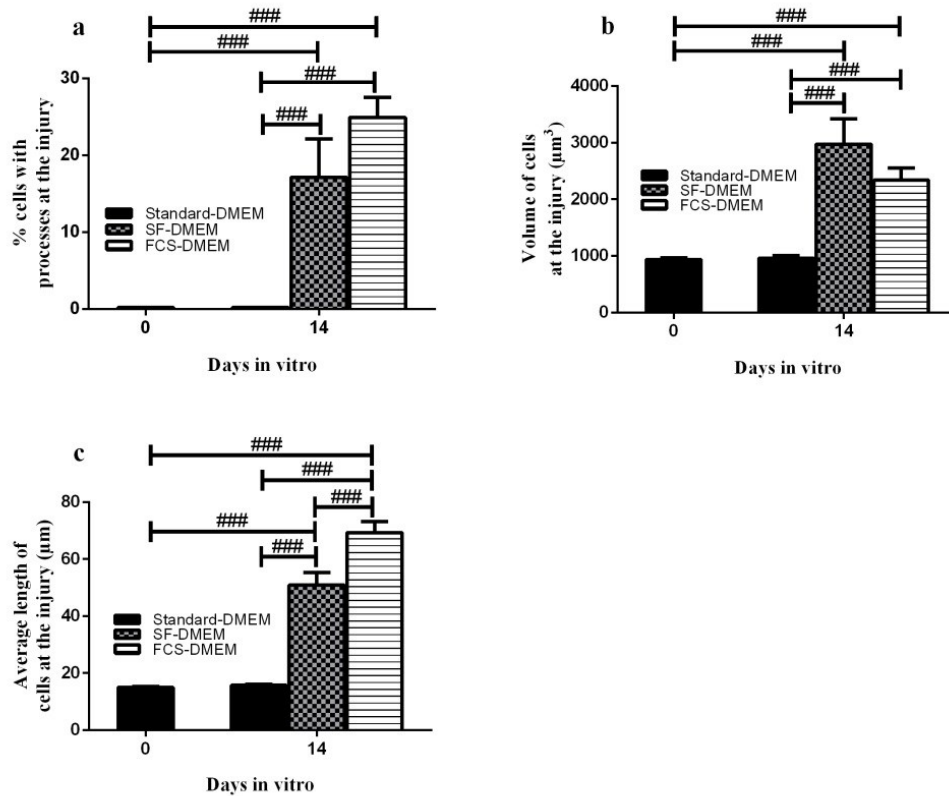 a
###
###
###
###
30
20
10
0
% cells with
processes at the injury
Standard-DMEM
SF-DMEM
FCS-DMEM
0
14
Days in vitro
b
###
###
###
###
4000
3000
2000
1000
0
Volume of cells
at the injury (µm³)
Standard-DMEM
SF-DMEM
FCS-DMEM
0
14
Days in vitro
c
###
###
###
###
###
80
60
40
20
0
Average length of
cells at the injury (µm)
Standard-DMEM
SF-DMEM
FCS-DMEM
0
14
Days in vitro